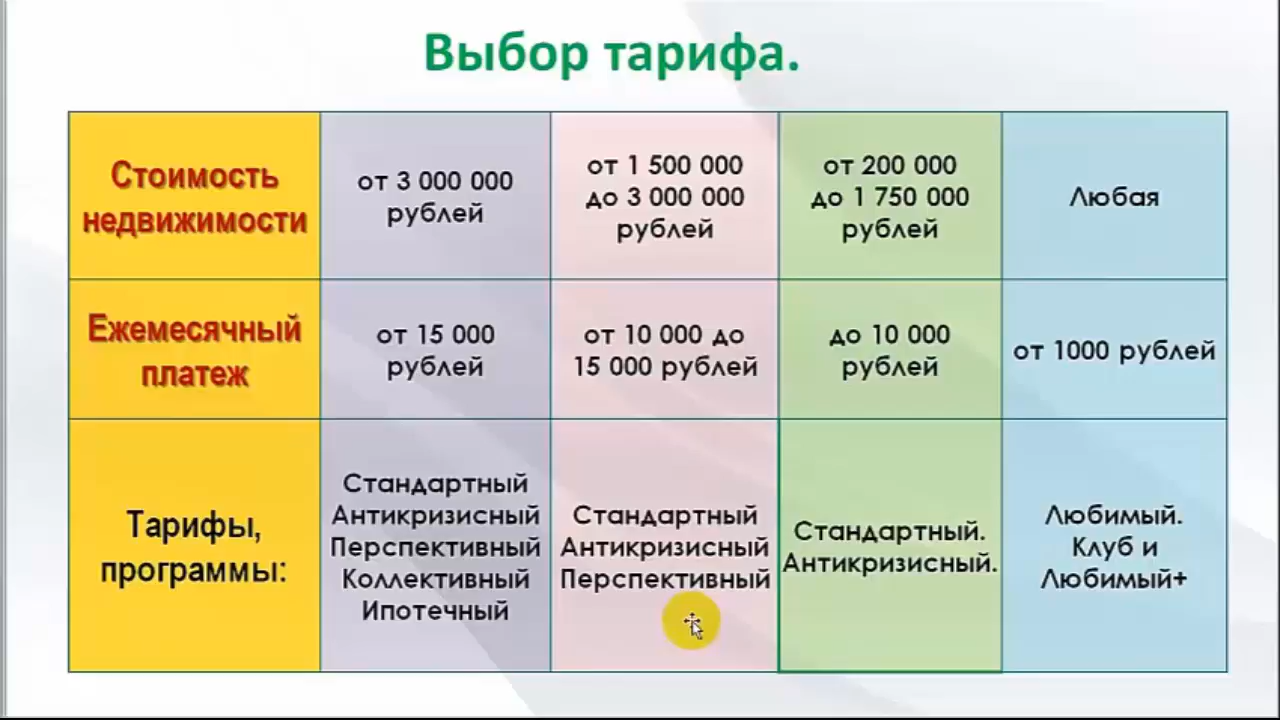 Выбор тарифа.
Стоимость
недвижимости
от 3 000 000
рублей
от 1 500 000
до 3 000 000
рублей
от 200 000
до 1 750 000
рублей
Любая
Ежемесячный
платеж
от 15 000
рублей
от 10 000 до
15 000 рублей
до 10 000
рублей
от 1000 рублей
Тарифы,
программы:
Стандартный
Антикризисный
Перспективный
Коллективный
Ипотечный
Стандартный
Антикризисный
Перспективный
Стандартный.
Антикризисный.
Любимый.
Клуб и
Любимый+